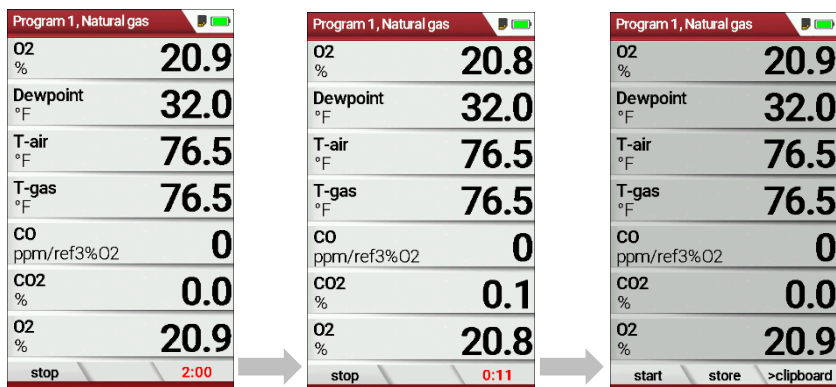 Program 1, Natural gas
O2
%
20.9
Dewpoint
°F
32.0
T-air
°F
76.5
T-gas
°F
76.5
CO
ppm/ref3%O2
0
CO2
%
0.0
O2
%
20.9
stop 2:00
Program 1, Natural gas
O2
%
20.8
Dewpoint
°F
32.0
T-air
°F
76.5
T-gas
°F
76.5
CO
ppm/ref3%O2
0
CO2
%
0.1
O2
%
20.8
stop 0:11
Program 1, Natural gas
O2
%
20.9
Dewpoint
°F
32.0
T-air
°F
76.5
T-gas
°F
76.5
CO
ppm/ref3%O2
0
CO2
%
0.0
O2
%
20.9
start store >clipboard